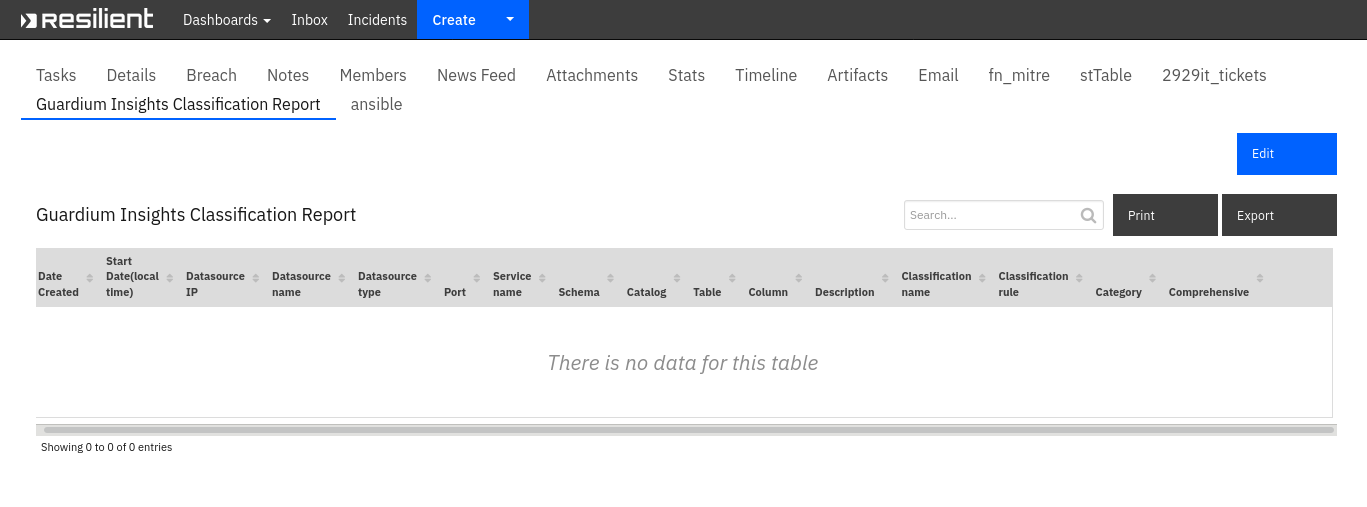 resilient Dashboards Inbox Incidents Create
Tasks Details Breach Notes Members News Feed Attachments Stats Timeline Artifacts Email fn_mitre stTable 2929it_tickets
Guardium Insights Classification Report ansible
Edit
Guardium Insights Classification Report Search... Print Export
Date Created Start Date(local time) Datasource IP Datasource name Datasource type Port Service name Schema Catalog Table Column Description Classification name Classification rule Category Comprehensive
There is no data for this table
Showing 0 to 0 of 0 entries